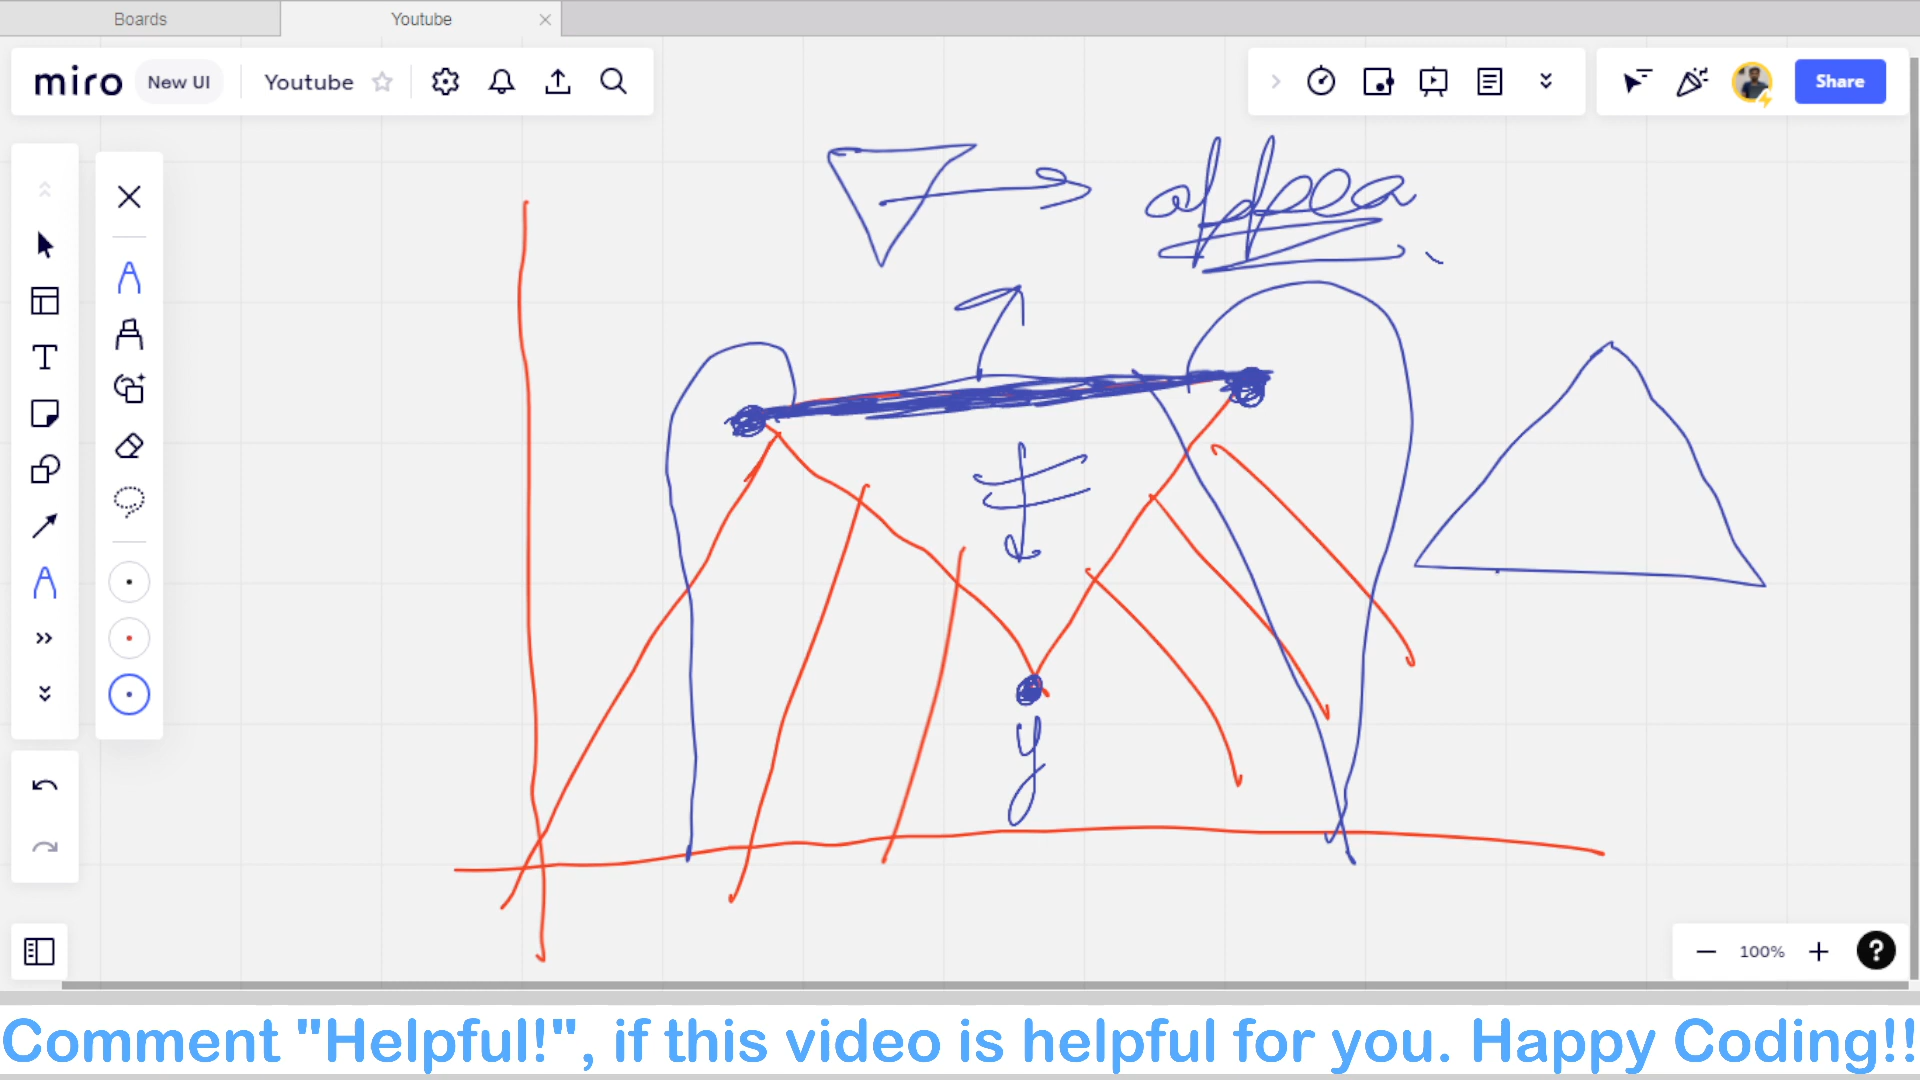 Boards
Youtube
miro
New UI
Youtube
Share
y
100%
Comment "Helpful!", if this video is helpful for you. Happy Coding!!